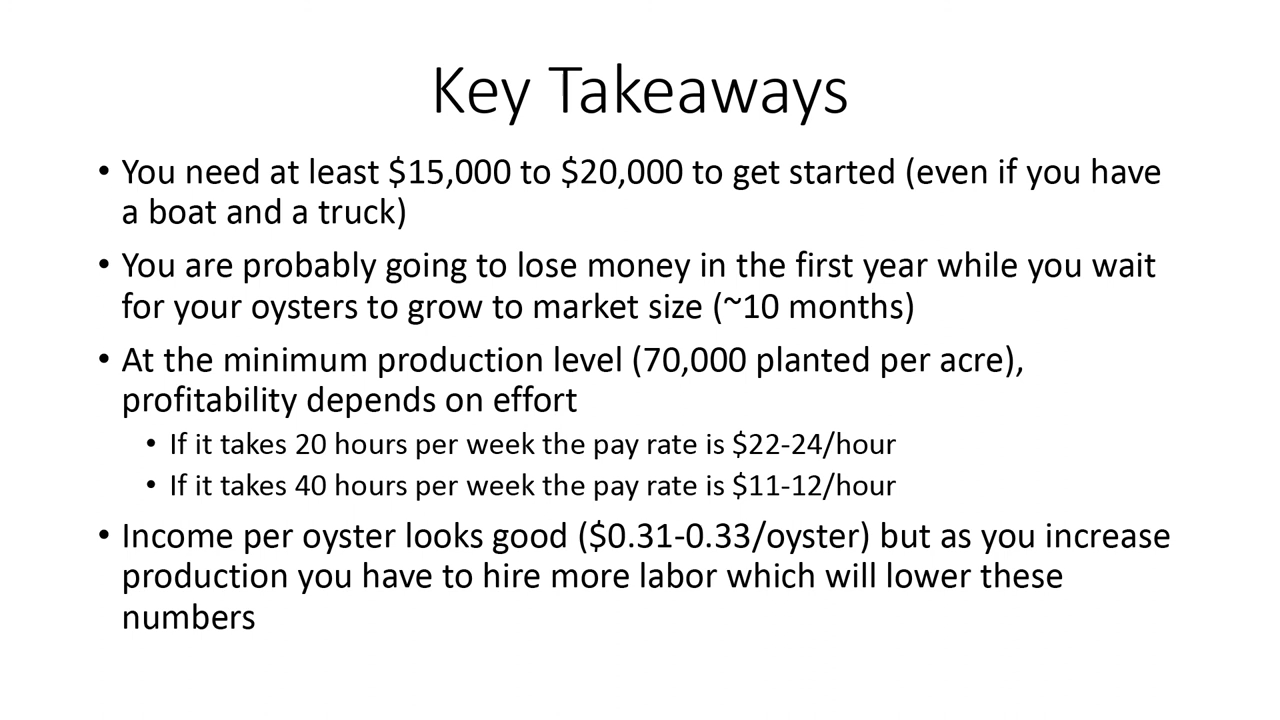 Key Takeaways
• You need at least $15,000 to $20,000 to get started (even if you have
a boat and a truck)
• You are probably going to lose money in the first year while you wait
for your oysters to grow to market size (~10 months)
• At the minimum production level (70,000 planted per acre),
profitability depends on effort
• If it takes 20 hours per week the pay rate is $22-24/hour
• If it takes 40 hours per week the pay rate is $11-12/hour
• Income per oyster looks good ($0.31-0.33/oyster) but as you increase
production you have to hire more labor which will lower these
numbers